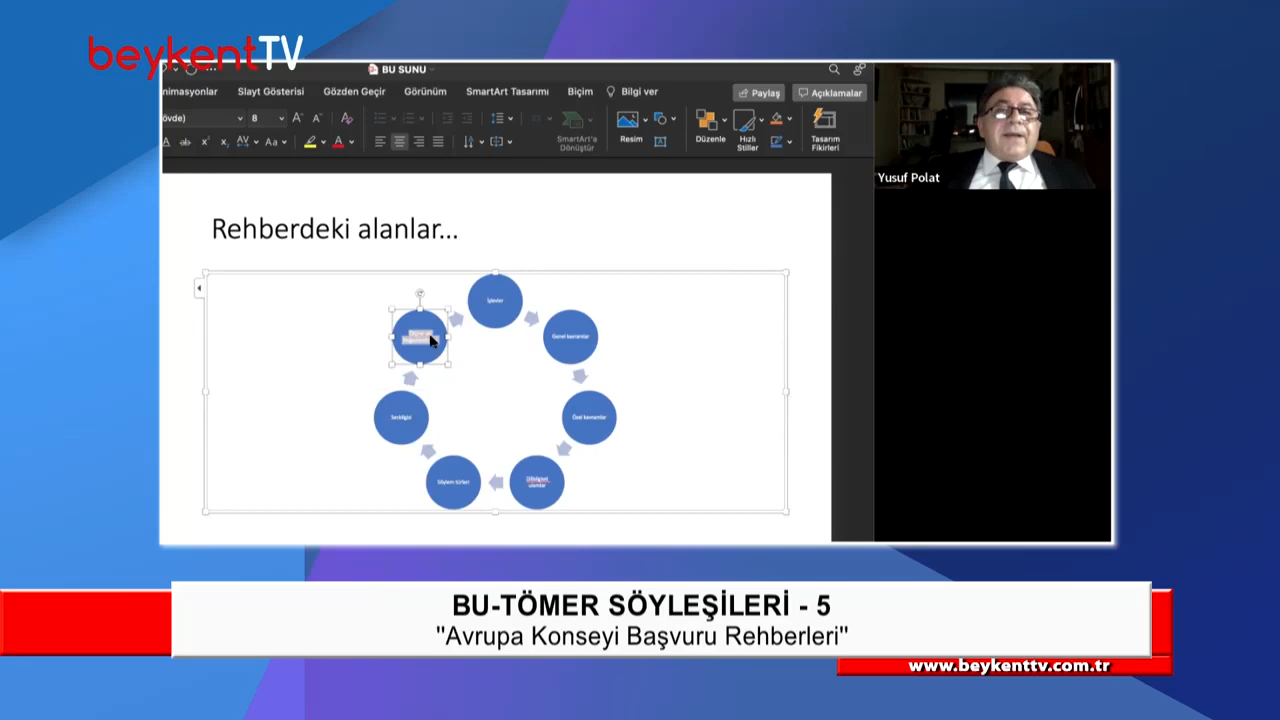 beykentTV
BU SUNU
nimasyonlar Slayt Gösterisi Gözden Geçir Görünüm SmartArt Tasarımı Biçim Bilgi ver Paylaş Açıklamalar
övde) 8
SmartArt'a Dönüştür Resim Düzenle Hızlı Stiller Tasarım Fikirleri
Yusuf Polat
Rehberdeki alanlar...
İşlevler
Genel kavramlar
Özel kavramlar
Dilbilgisel ulamlar
Söylem türleri
Sesbilgisi
BU-TÖMER SÖYLEŞİLERİ - 5
"Avrupa Konseyi Başvuru Rehberleri"
www.beykenttv.com.tr